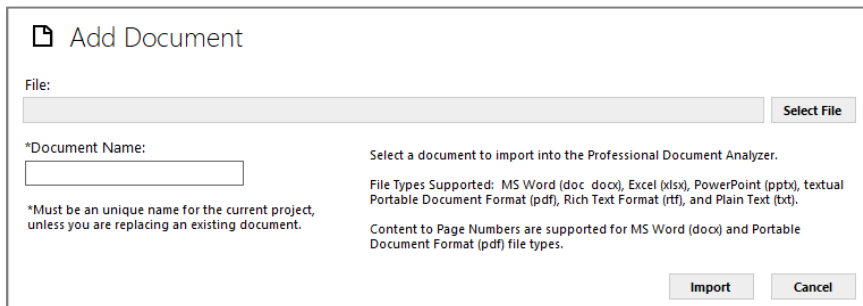 Add Document
File:
Select File
*Document Name:
*Must be an unique name for the current project,
unless you are replacing an existing document.
Select a document to import into the Professional Document Analyzer.
File Types Supported:  MS Word (doc  docx), Excel (xlsx), PowerPoint (pptx), textual
Portable Document Format (pdf), Rich Text Format (rtf), and Plain Text (txt).
Content to Page Numbers are supported for MS Word (docx) and Portable
Document Format (pdf) file types.
Import
Cancel